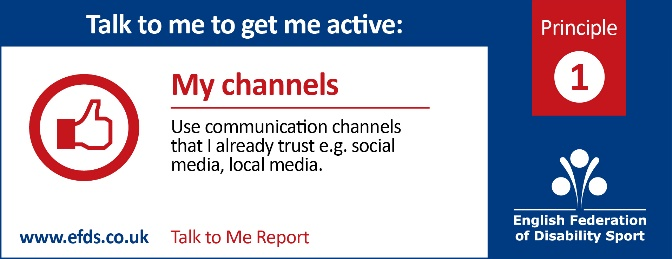 Talk to me to get me active:
Principle
1
My channels
Use communication channels
that I already trust e.g. social
media, local media.
www.efds.co.uk
Talk to Me Report
English Federation
of Disability Sport